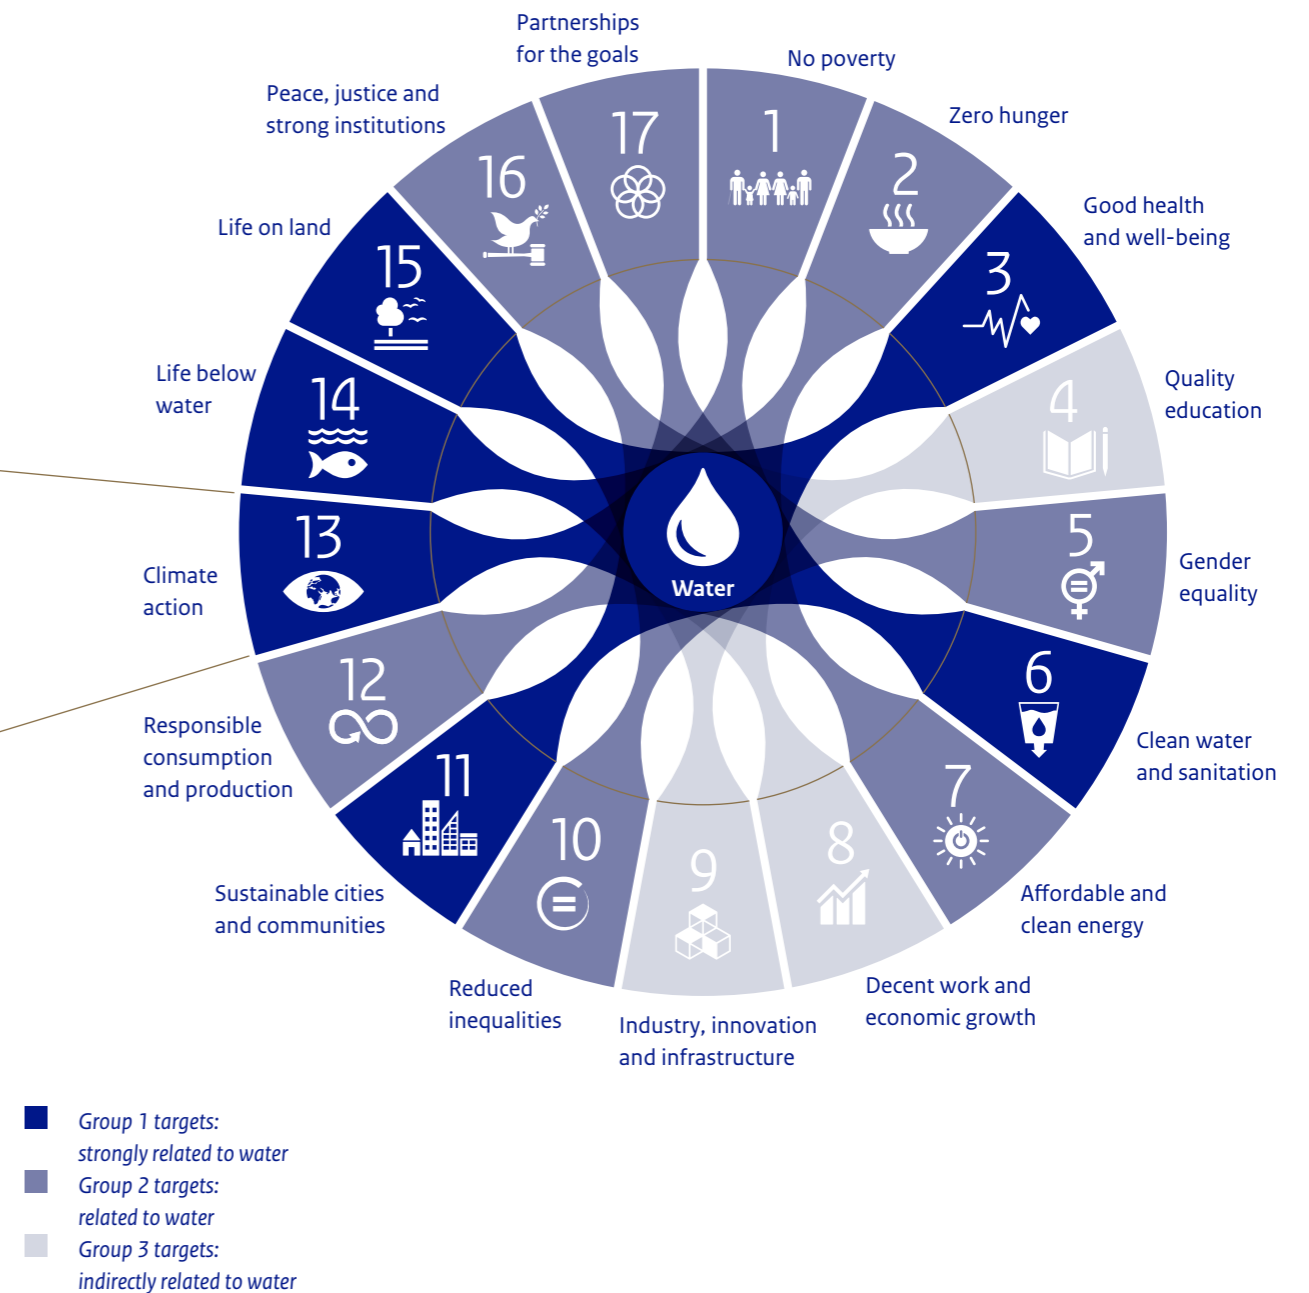 Partnerships
for the goals
No poverty
Zero hunger
Good health
and well-being
Quality
education
Gender
equality
Clean water
and sanitation
Affordable and
clean energy
Decent work and
economic growth
Industry, innovation
and infrastructure
Reduced
inequalities
Sustainable cities
and communities
Responsible
consumption
and production
Climate
action
Life below
water
Life on land
Peace, justice and
strong institutions
1
2
3
4
5
6
7
8
9
10
11
12
13
14
15
16
17
Water
Group 1 targets:
strongly related to water
Group 2 targets:
related to water
Group 3 targets:
indirectly related to water